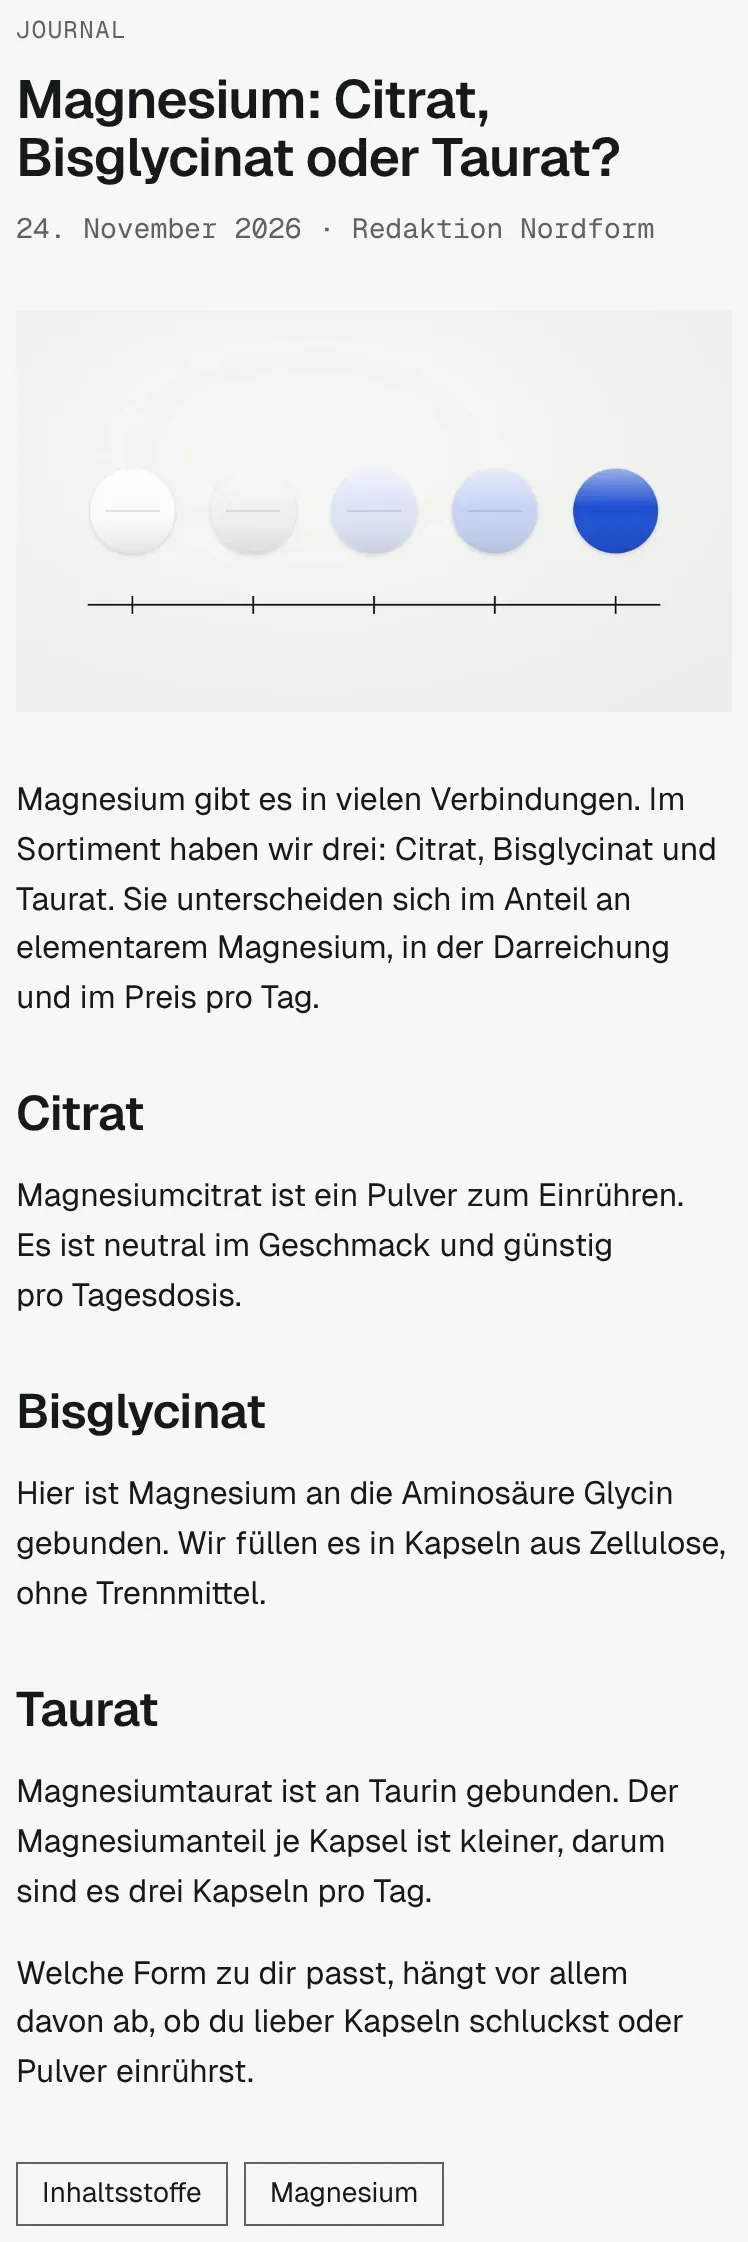 JOURNAL
Magnesium: Citrat,
Bisglycinat oder Taurat?
24. November 2026 · Redaktion Nordform
Magnesium gibt es in vielen Verbindungen. Im
Sortiment haben wir drei: Citrat, Bisglycinat und
Taurat. Sie unterscheiden sich im Anteil an
elementarem Magnesium, in der Darreichung
und im Preis pro Tag.
Citrat
Magnesiumcitrat ist ein Pulver zum Einrühren.
Es ist neutral im Geschmack und günstig
pro Tagesdosis.
Bisglycinat
Hier ist Magnesium an die Aminosäure Glycin
gebunden. Wir füllen es in Kapseln aus Zellulose,
ohne Trennmittel.
Taurat
Magnesiumtaurat ist an Taurin gebunden. Der
Magnesiumanteil je Kapsel ist kleiner, darum
sind es drei Kapseln pro Tag.
Welche Form zu dir passt, hängt vor allem
davon ab, ob du lieber Kapseln schluckst oder
Pulver einrührst.
Inhaltsstoffe
Magnesium